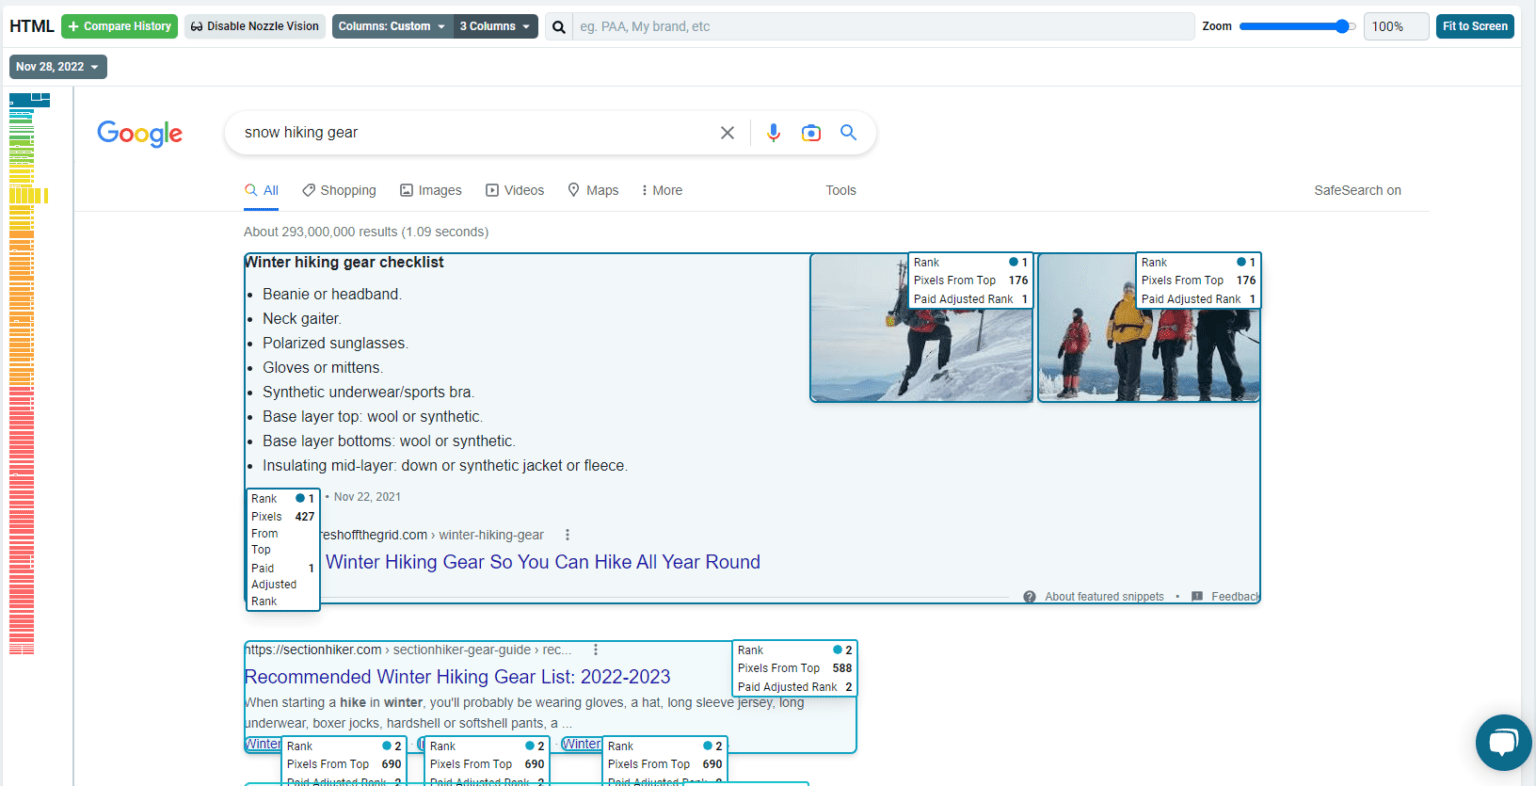 HTML
Compare History
Disable Nozzle Vision
Columns: Custom
3 Columns
eg. PAA, My brand, etc
Zoom
100%
Fit to Screen
Nov 28, 2022
Google
snow hiking gear
All
Shopping
Images
Videos
Maps
More
Tools
SafeSearch on
About 293,000,000 results (1.09 seconds)
Winter hiking gear checklist
• Beanie or headband.
• Neck gaiter.
• Polarized sunglasses.
• Gloves or mittens.
• Synthetic underwear/sports bra.
• Base layer top: wool or synthetic.
• Base layer bottoms: wool or synthetic.
• Insulating mid-layer: down or synthetic jacket or fleece.
Rank 1
Pixels From Top 176
Paid Adjusted Rank 1
Rank 1
Pixels From Top 176
Paid Adjusted Rank 1
• Nov 22, 2021
Rank 1
Pixels 427
From
Top
Paid 1
Adjusted
Rank
reshoffthegrid.com › winter-hiking-gear
Winter Hiking Gear So You Can Hike All Year Round
About featured snippets • Feedback
https://sectionhiker.com › sectionhiker-gear-guide › rec...
Recommended Winter Hiking Gear List: 2022-2023
When starting a hike in winter, you'll probably be wearing gloves, a hat, long sleeve jersey, long
underwear, boxer jocks, hardshell or softshell pants, a ...
Rank 2
Pixels From Top 588
Paid Adjusted Rank 2
Winter
Rank 2
Pixels From Top 690
Paid Adjusted Rank 2
Rank 2
Pixels From Top 690
Paid Adjusted Rank 2
Winter
Rank 2
Pixels From Top 690
Paid Adjusted Rank 2